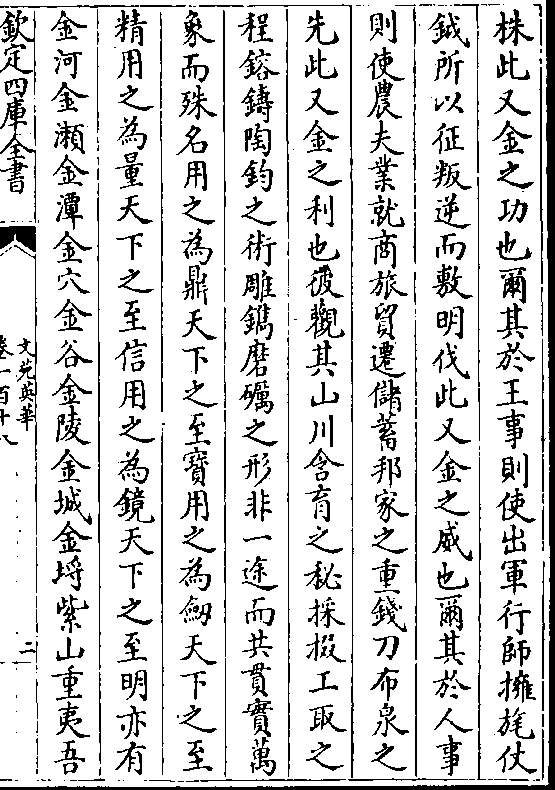 株此又金之功也爾其於王事則使出軍行師擁旄仗
鉞所以征叛逆而敷明伐此又金之威也爾其於人事
則使農夫業就商旅貿遷儲蓄邦家之重錢刀布泉之
先此又金之利也彼觀其山川含育之秘採掇工取之
程鎔鑄陶鈞之術雕鐫磨礪之形非一途而共貫實萬
象而殊名用之為鼎天下之至寶用之為劒天下之至
精用之為量天下之至信用之為鏡天下之至明亦有
金河金瀨金潭金穴金谷金陵金城金埒紫山重夷吾
欽定四庫全書
文苑英華
卷一百十八
二